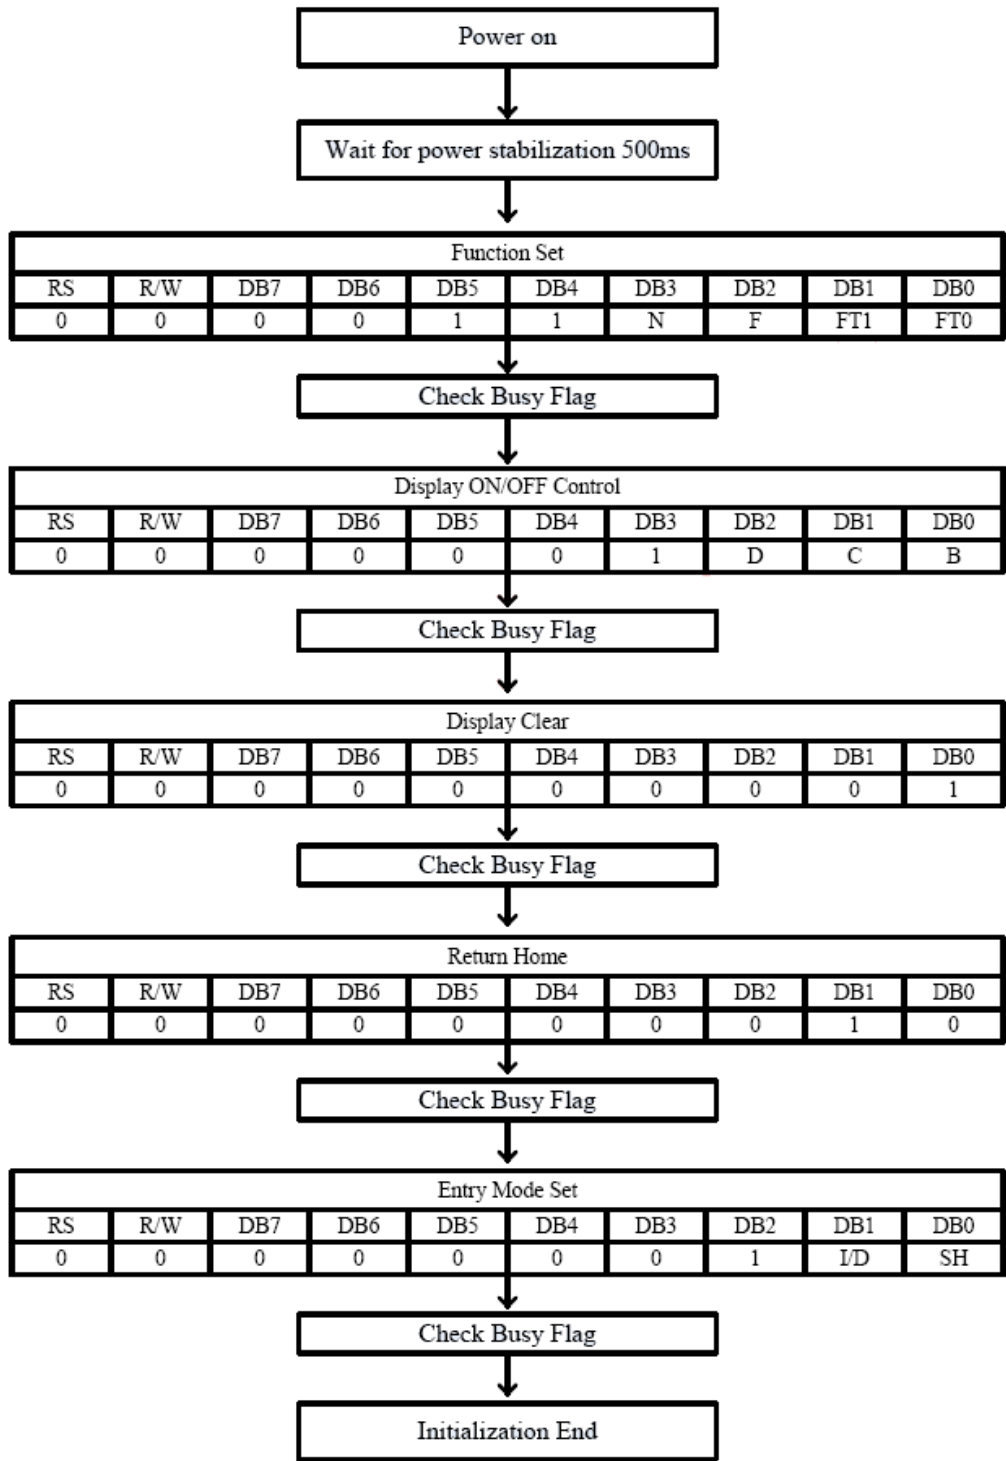 Power on
Wait for power stabilization 500ms
Function Set
RS R/W DB7 DB6 DB5 DB4 DB3 DB2 DB1 DB0
0 0 0 0 1 1 N F FT1 FT0
Check Busy Flag
Display ON/OFF Control
RS R/W DB7 DB6 DB5 DB4 DB3 DB2 DB1 DB0
0 0 0 0 0 0 1 D C B
Check Busy Flag
Display Clear
RS R/W DB7 DB6 DB5 DB4 DB3 DB2 DB1 DB0
0 0 0 0 0 0 0 0 0 1
Check Busy Flag
Return Home
RS R/W DB7 DB6 DB5 DB4 DB3 DB2 DB1 DB0
0 0 0 0 0 0 0 0 1 0
Check Busy Flag
Entry Mode Set
RS R/W DB7 DB6 DB5 DB4 DB3 DB2 DB1 DB0
0 0 0 0 0 0 0 1 I/D SH
Check Busy Flag
Initialization End